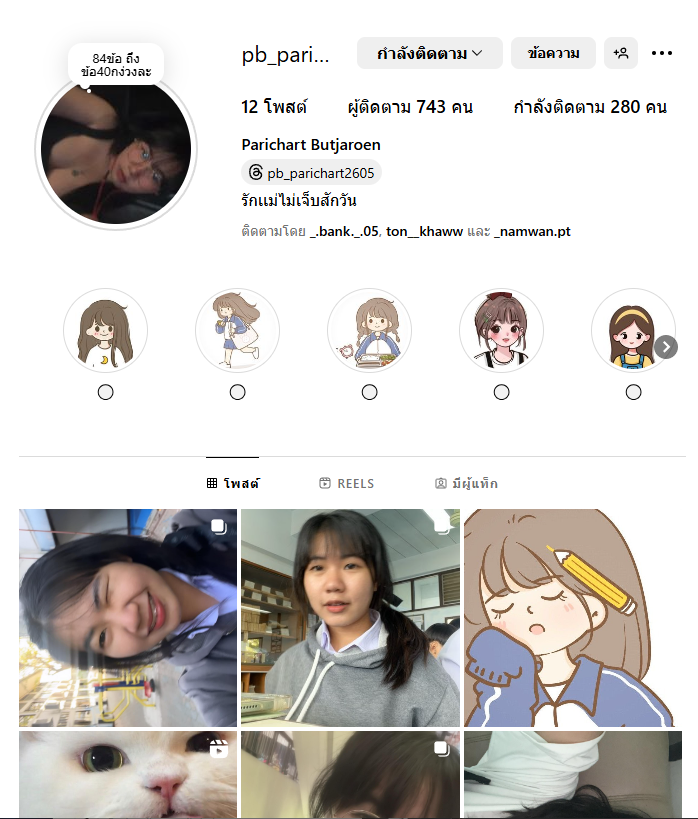 84ข้อ ถึง
ข้อ40กง่วงละ
pb_pari...
กำลังติดตาม
ข้อความ
12 โพสต์
ผู้ติดตาม 743 คน
กำลังติดตาม 280 คน
Parichart Butjaroen
pb_parichart2605
รักเเม่ไม่เจ็บสักวัน
ติดตามโดย _.bank._.05, ton__khaww และ _namwan.pt
โพสต์
REELS
มีผู้แท็ก